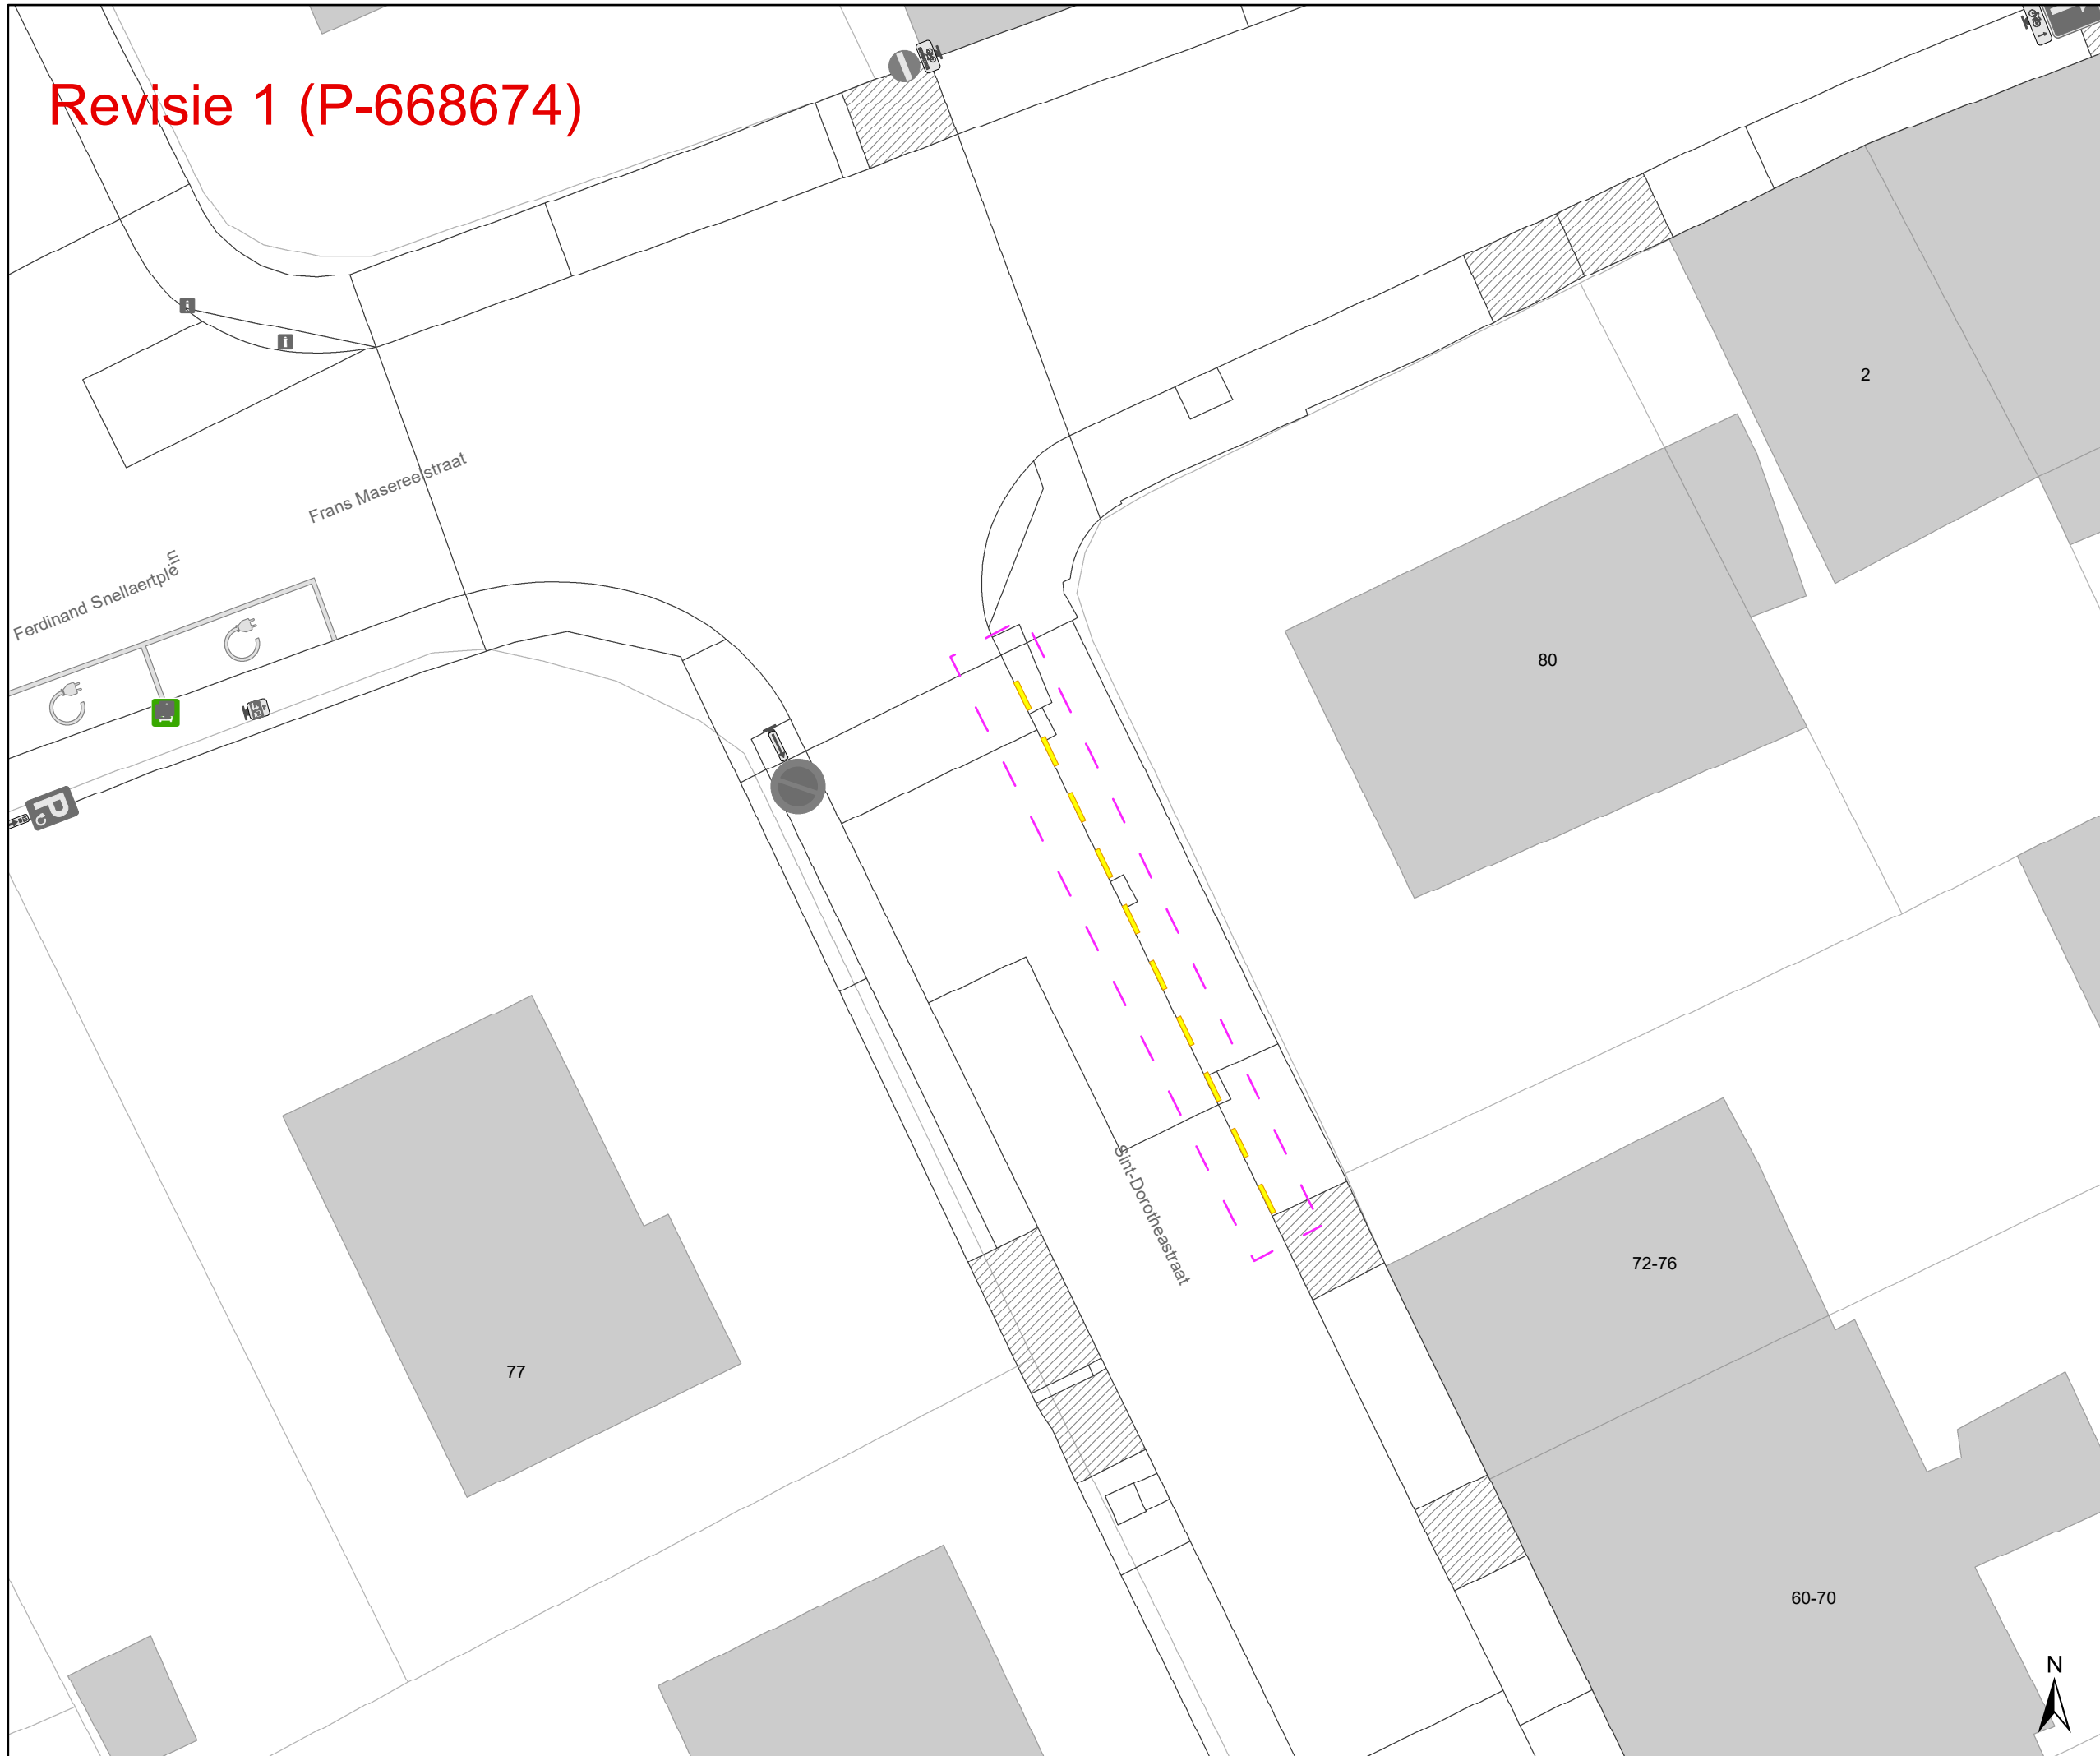 Revisie 1 (P-668674)
2
Frans Masereelstraat
Ferdinand Snellaertplein
80
P
Sint-Dorotheastraat
72-76
77
60-70
N